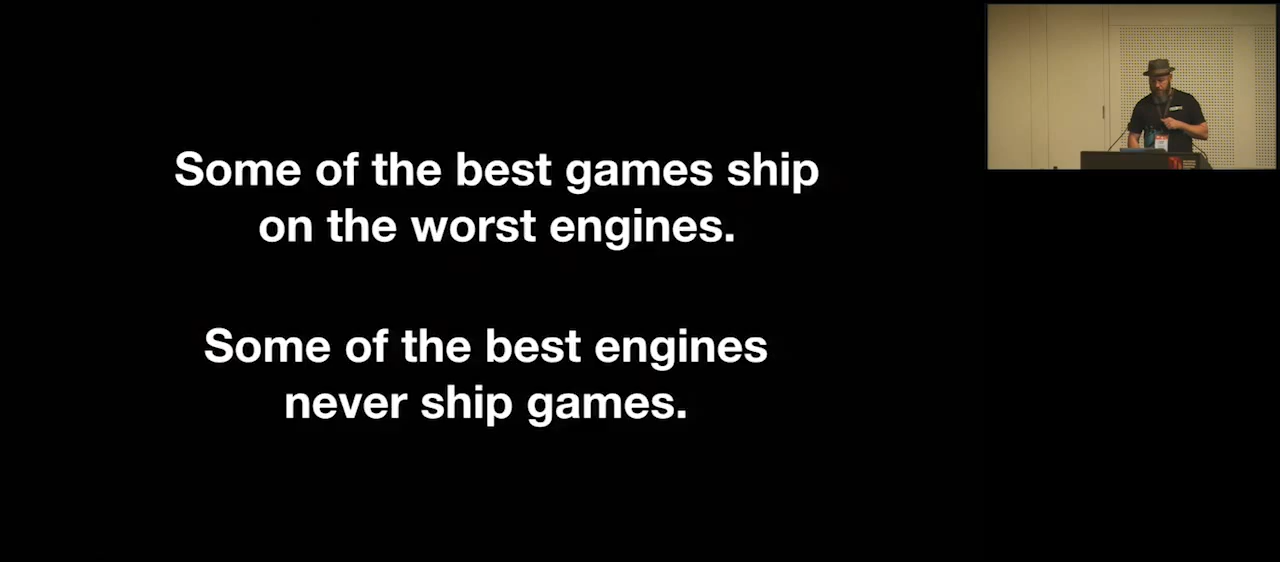 Some of the best games ship
on the worst engines.
Some of the best engines
never ship games.